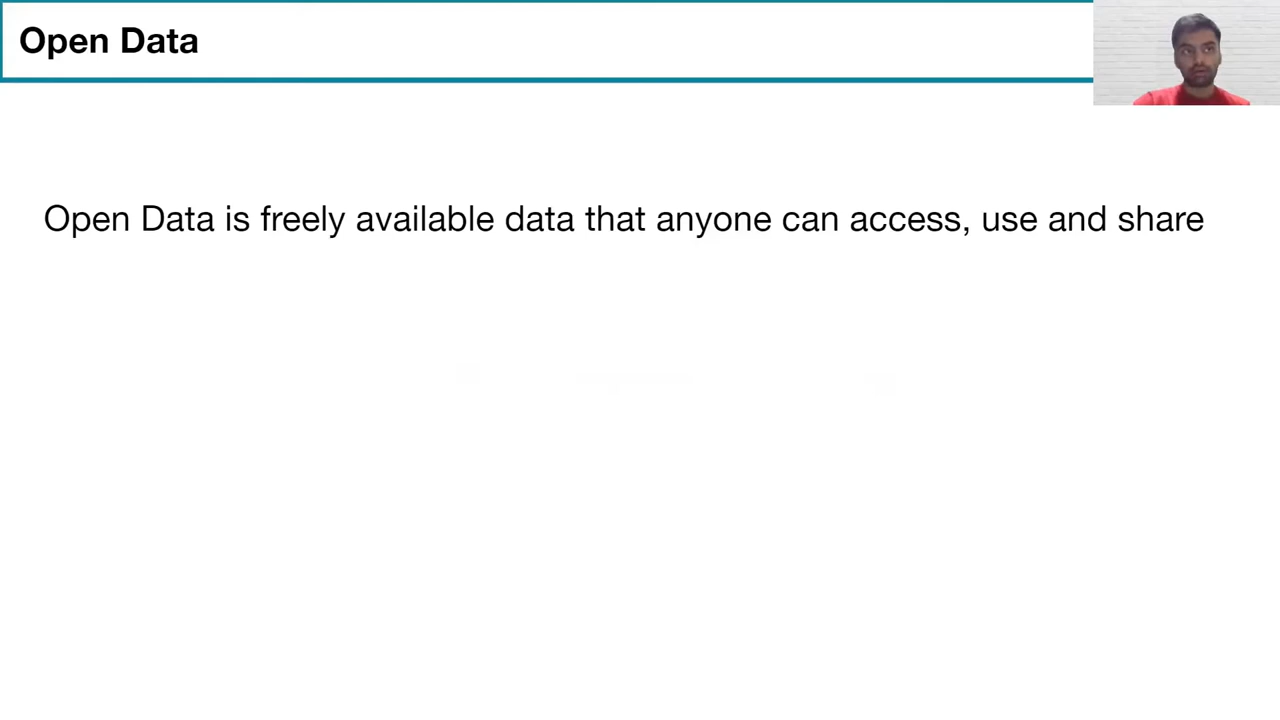 Open Data
Open Data is freely available data that anyone can access, use and share